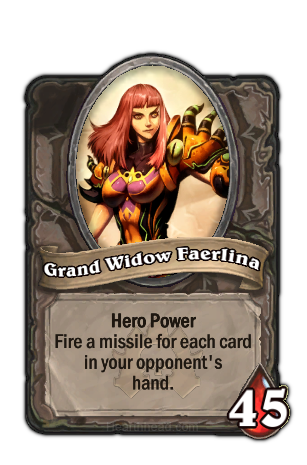 Grand Widow Faerlina
Hero Power
Fire a missile for each card
in your opponent's
hand.
45